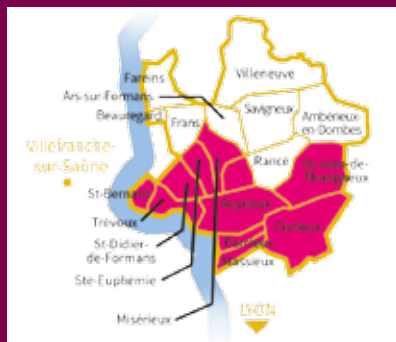 Fareins
Villeneuve
Ars-sur-Formans
Beauregard
Frans
Savigneux
Ambérieux-
en-Dombes
Villefranche-
sur-Saône
Rancé
St-Jean-de-
Thurigneux
St-Bernard
Reyrieux
Trévoux
Civrieux
St-Didier-
de-Formans
Parcieux
Massieux
Ste-Euphémie
Misérieux
LYON